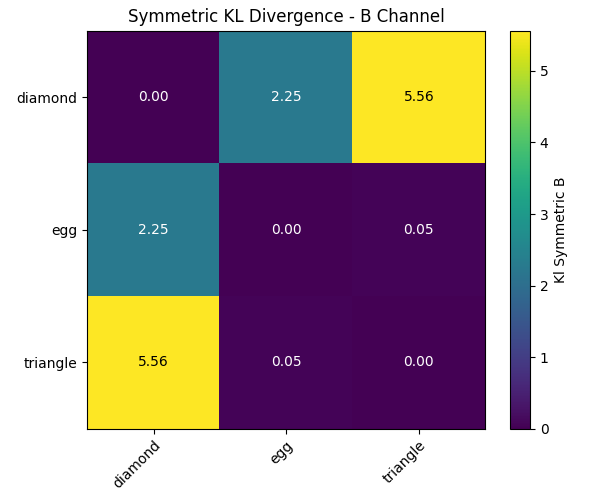 Symmetric KL Divergence - B Channel
diamond
0.00
2.25
5.56
egg
2.25
0.00
0.05
triangle
5.56
0.05
0.00
diamond
egg
triangle
5
4
3
2
1
0
Kl Symmetric B